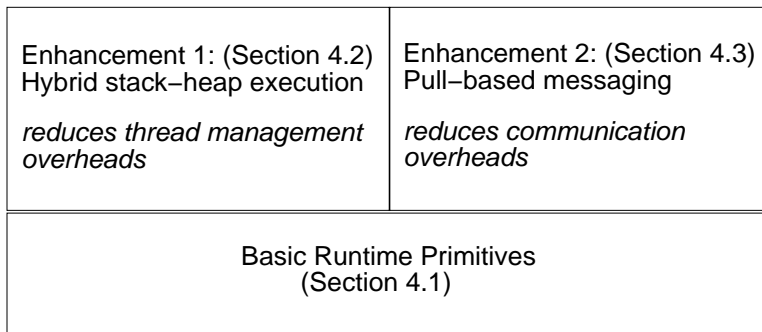 Enhancement 1: (Section 4.2)
Hybrid stack−heap execution
reduces thread management
overheads
Enhancement 2: (Section 4.3)
Pull−based messaging
reduces communication
overheads
Basic Runtime Primitives
(Section 4.1)